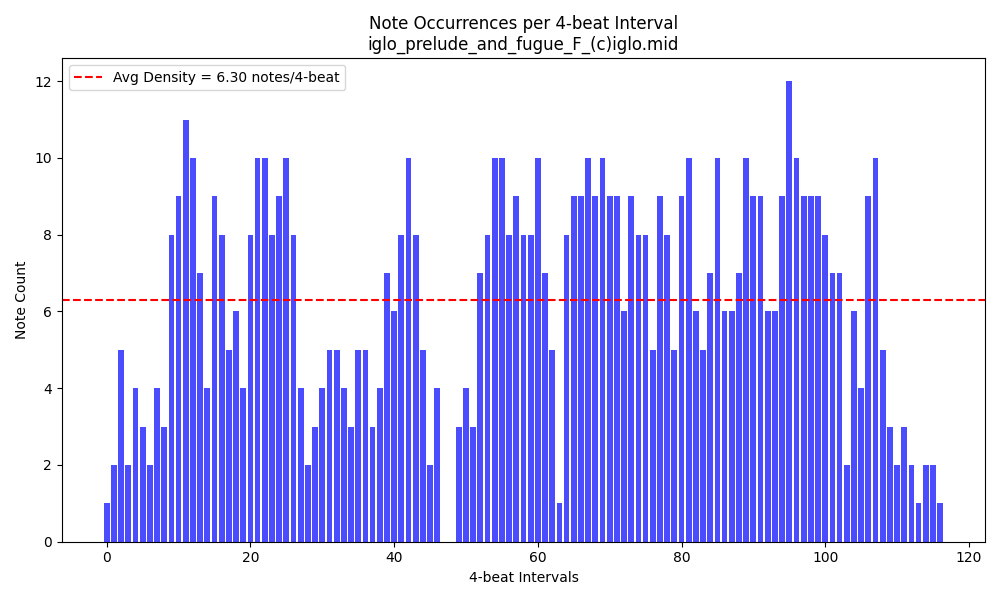 Note Occurrences per 4-beat Interval
iglo_prelude_and_fugue_F_(c)iglo.mid
Avg Density = 6.30 notes/4-beat
Note Count
12
10
8
6
4
2
0
0 20 40 60 80 100 120
4-beat Intervals